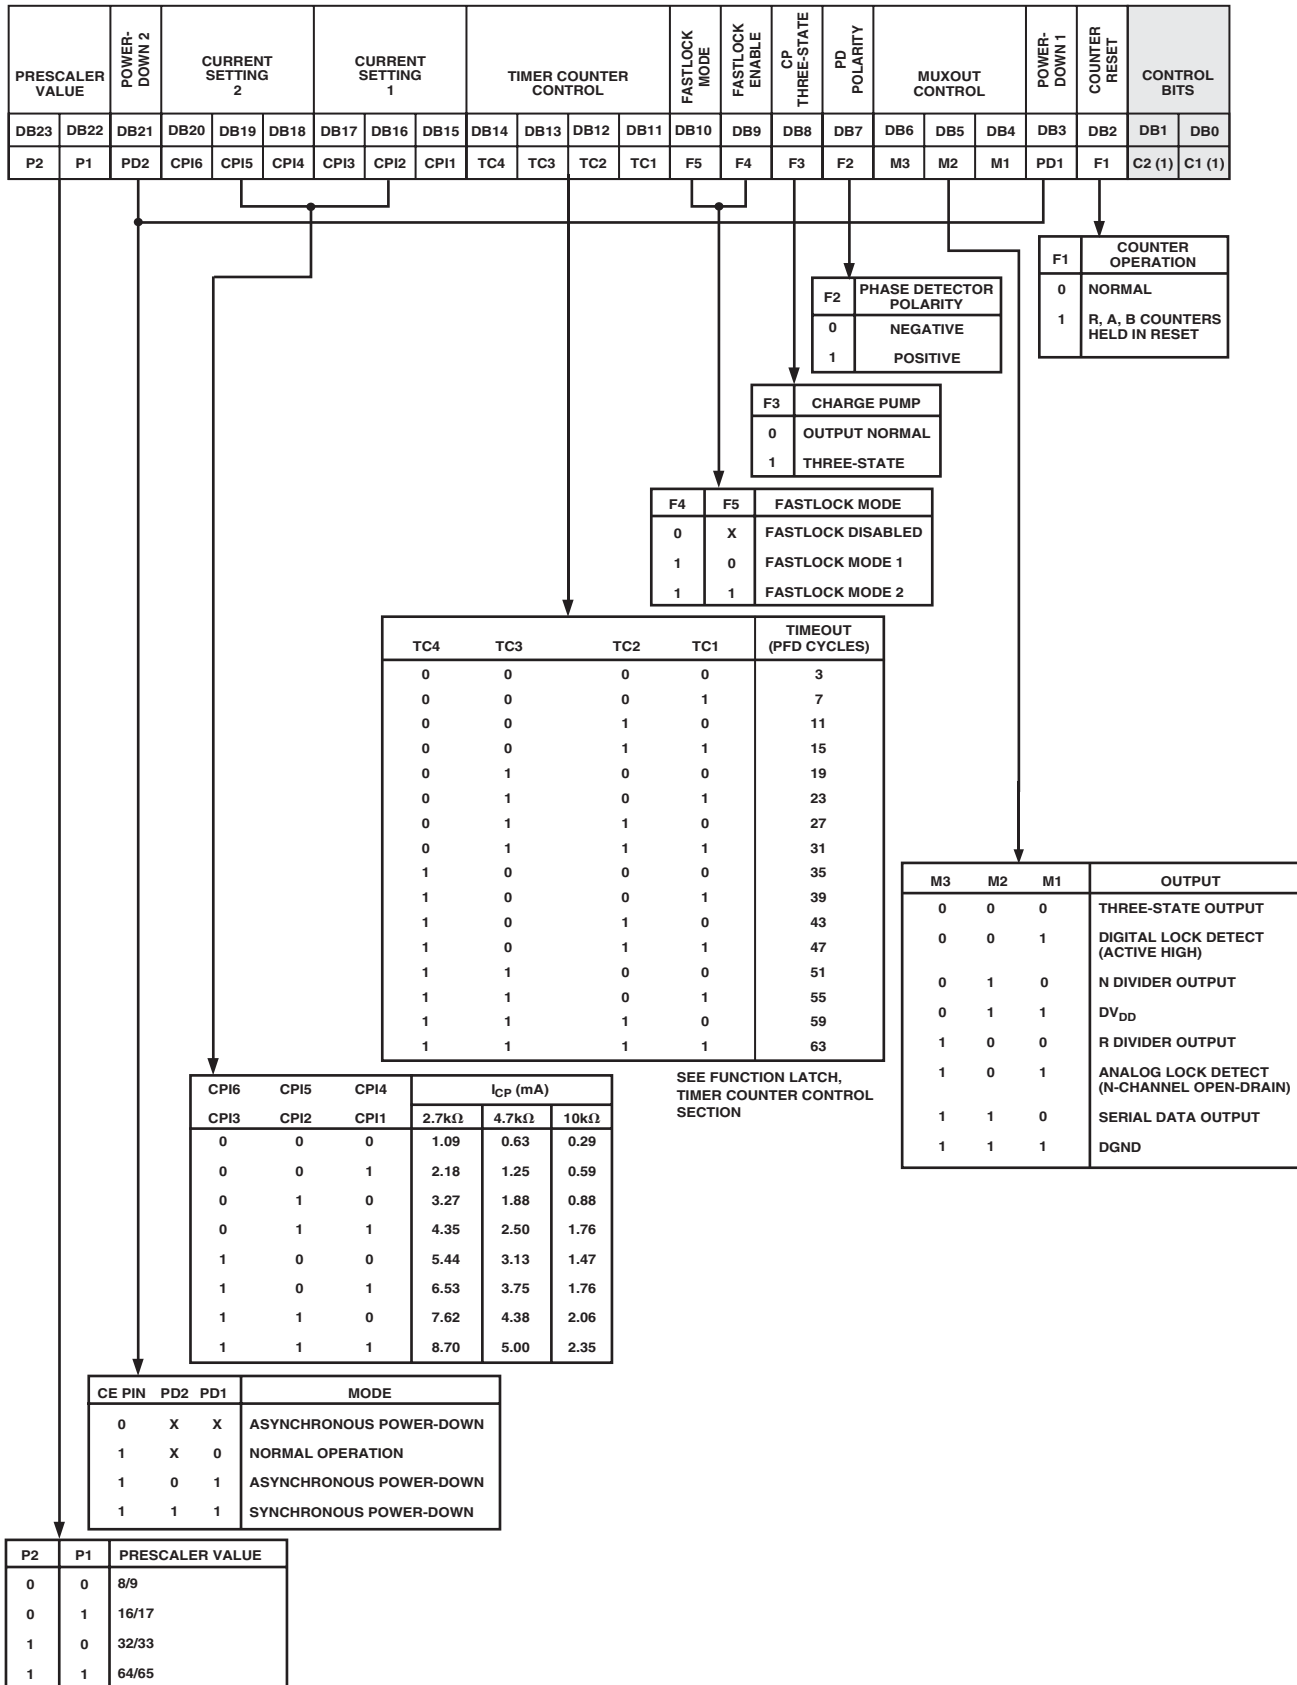 PRESCALER VALUE
POWER-DOWN 2
CURRENT SETTING 2
CURRENT SETTING 1
TIMER COUNTER CONTROL
FASTLOCK MODE
FASTLOCK ENABLE
CP THREE-STATE
PD POLARITY
MUXOUT CONTROL
POWER-DOWN 1
COUNTER RESET
CONTROL BITS
DB23 DB22 DB21 DB20 DB19 DB18 DB17 DB16 DB15 DB14 DB13 DB12 DB11 DB10 DB9 DB8 DB7 DB6 DB5 DB4 DB3 DB2 DB1 DB0
P2 P1 PD2 CPI6 CPI5 CPI4 CPI3 CPI2 CPI1 TC4 TC3 TC2 TC1 F5 F4 F3 F2 M3 M2 M1 PD1 F1 C2 (1) C1 (1)
F1 COUNTER OPERATION
0 NORMAL
1 R, A, B COUNTERS
HELD IN RESET
F2 PHASE DETECTOR POLARITY
0 NEGATIVE
1 POSITIVE
F3 CHARGE PUMP
0 OUTPUT NORMAL
1 THREE-STATE
F4 F5 FASTLOCK MODE
0 X FASTLOCK DISABLED
1 0 FASTLOCK MODE 1
1 1 FASTLOCK MODE 2
TC4 TC3 TC2 TC1 TIMEOUT (PFD CYCLES)
0 0 0 0 3
0 0 0 1 7
0 0 1 0 11
0 0 1 1 15
0 1 0 0 19
0 1 0 1 23
0 1 1 0 27
0 1 1 1 31
1 0 0 0 35
1 0 0 1 39
1 0 1 0 43
1 0 1 1 47
1 1 0 0 51
1 1 0 1 55
1 1 1 0 59
1 1 1 1 63
SEE FUNCTION LATCH,
TIMER COUNTER CONTROL
SECTION
M3 M2 M1 OUTPUT
0 0 0 THREE-STATE OUTPUT
0 0 1 DIGITAL LOCK DETECT
(ACTIVE HIGH)
0 1 0 N DIVIDER OUTPUT
0 1 1 DVDD
1 0 0 R DIVIDER OUTPUT
1 0 1 ANALOG LOCK DETECT
(N-CHANNEL OPEN-DRAIN)
1 1 0 SERIAL DATA OUTPUT
1 1 1 DGND
CPI6 CPI5 CPI4 ICP (mA)
CPI3 CPI2 CPI1 2.7kΩ 4.7kΩ 10kΩ
0 0 0 1.09 0.63 0.29
0 0 1 2.18 1.25 0.59
0 1 0 3.27 1.88 0.88
0 1 1 4.35 2.50 1.76
1 0 0 5.44 3.13 1.47
1 0 1 6.53 3.75 1.76
1 1 0 7.62 4.38 2.06
1 1 1 8.70 5.00 2.35
CE PIN PD2 PD1 MODE
0 X X ASYNCHRONOUS POWER-DOWN
1 X 0 NORMAL OPERATION
1 0 1 ASYNCHRONOUS POWER-DOWN
1 1 1 SYNCHRONOUS POWER-DOWN
P2 P1 PRESCALER VALUE
0 0 8/9
0 1 16/17
1 0 32/33
1 1 64/65